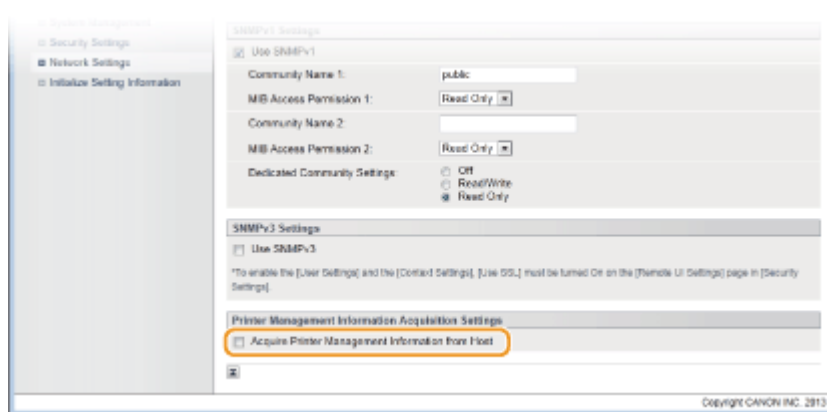 System Management
SNMPv1 Settings
Security Settings
Use SNMPv1
Network Settings
Community Name 1:
public
Initialize Setting Information
MIB Access Permission 1:
Read Only
Community Name 2:
MIB Access Permission 2:
Read Only
Dedicated Community Settings:
Off
Read/Write
Read Only
SNMPv3 Settings
Use SNMPv3
*To enable the [User Settings] and the [Context Settings], [Use SSL] must be turned On on the [Remote UI Settings] page in [Security
Settings].
Printer Management Information Acquisition Settings
Acquire Printer Management Information from Host
Copyright CANON INC. 2013